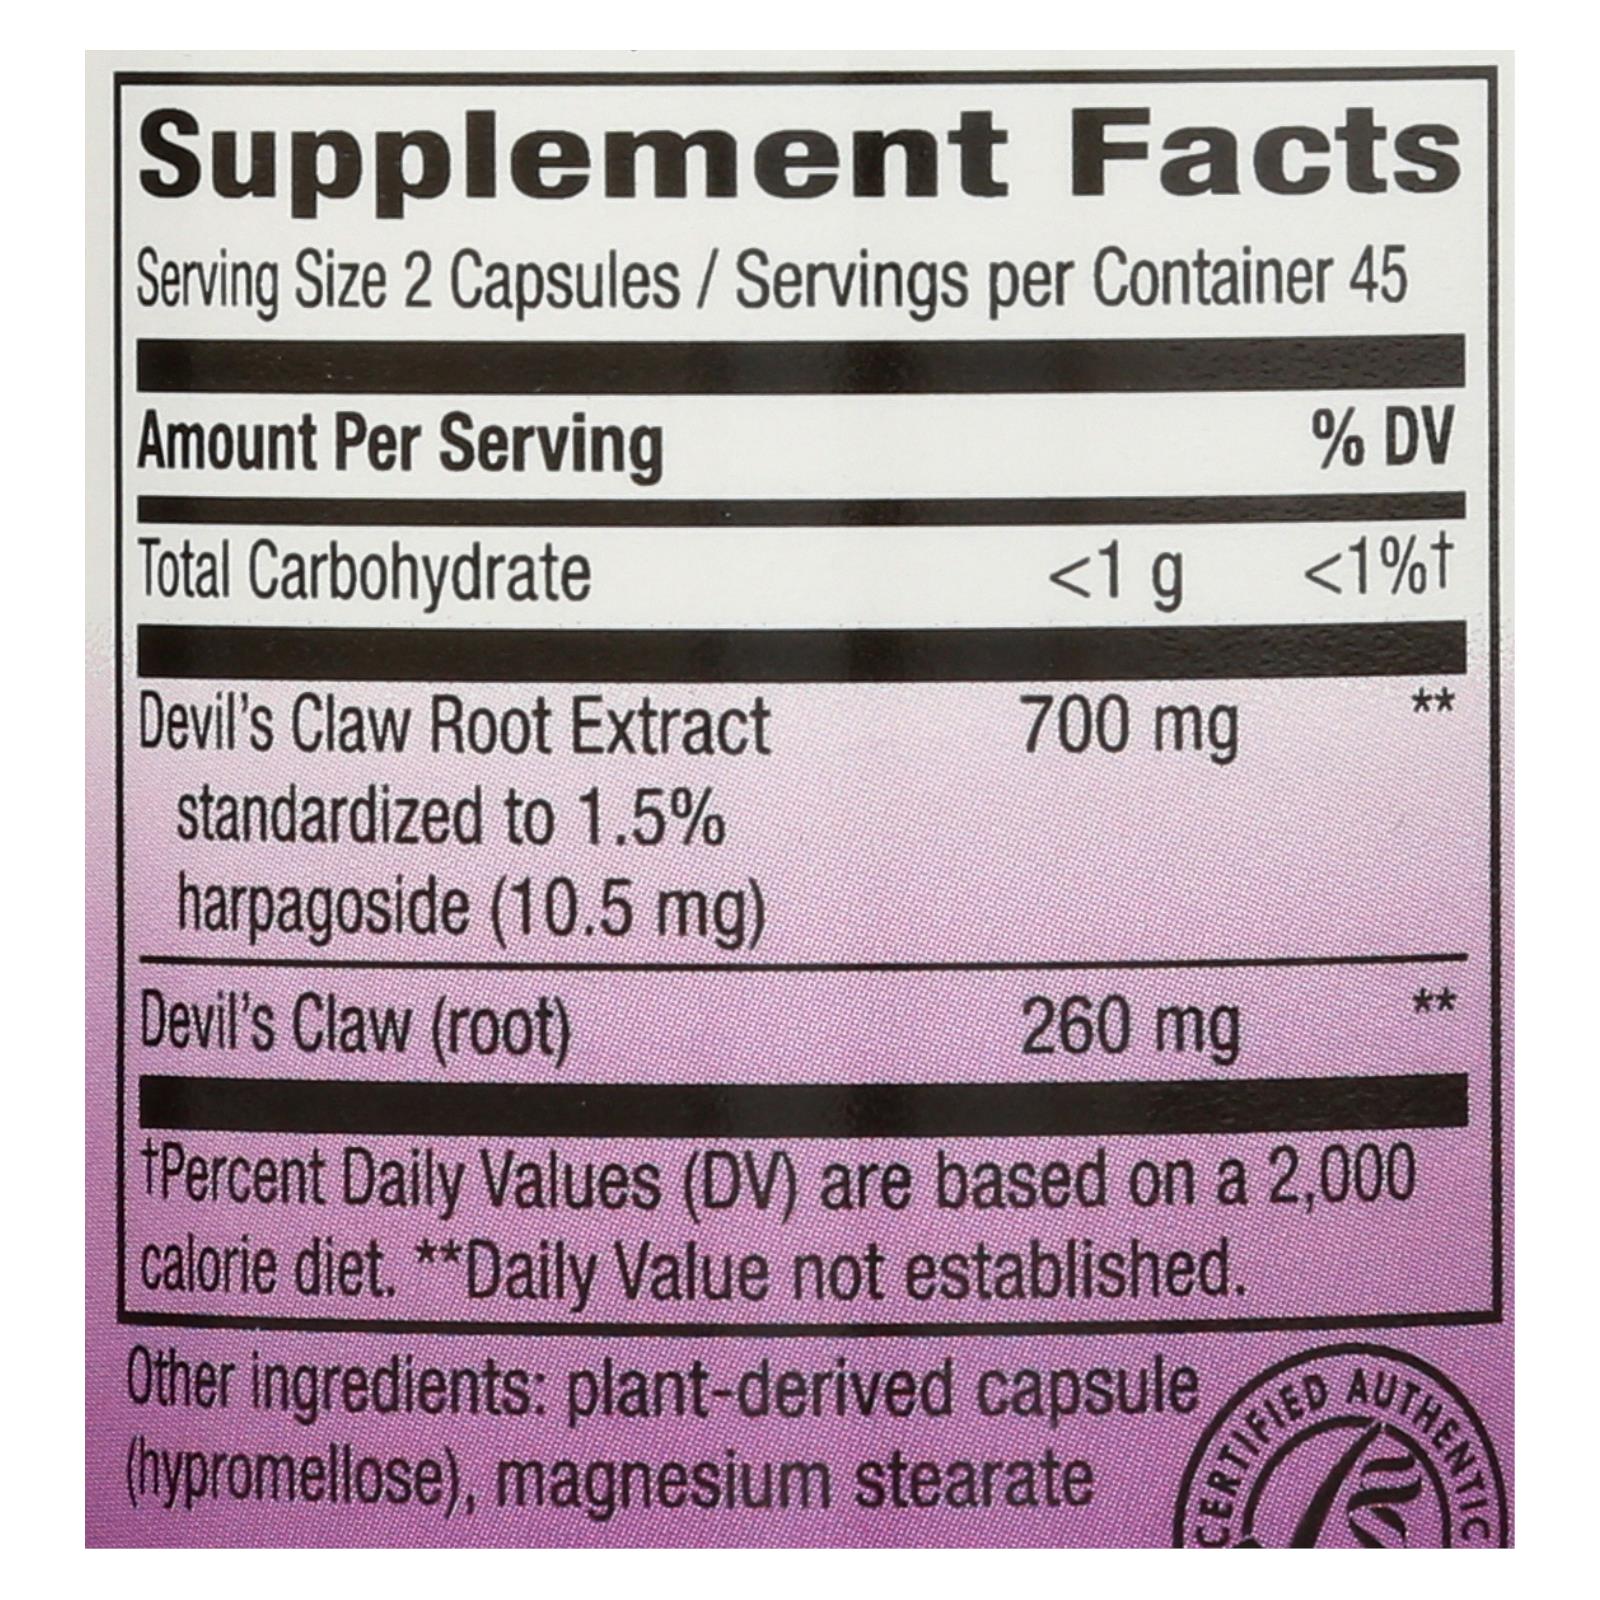 Supplement Facts
Serving Size 2 Capsules / Servings per Container 45
Amount Per Serving % DV
Total Carbohydrate <1 g <1%†
Devil's Claw Root Extract 700 mg **
standardized to 1.5%
harpagoside (10.5 mg)
Devil's Claw (root) 260 mg **
†Percent Daily Values (DV) are based on a 2,000
calorie diet. **Daily Value not established.
Other ingredients: plant-derived capsule
(hypromellose), magnesium stearate
CERTIFIED AUTHENTIC